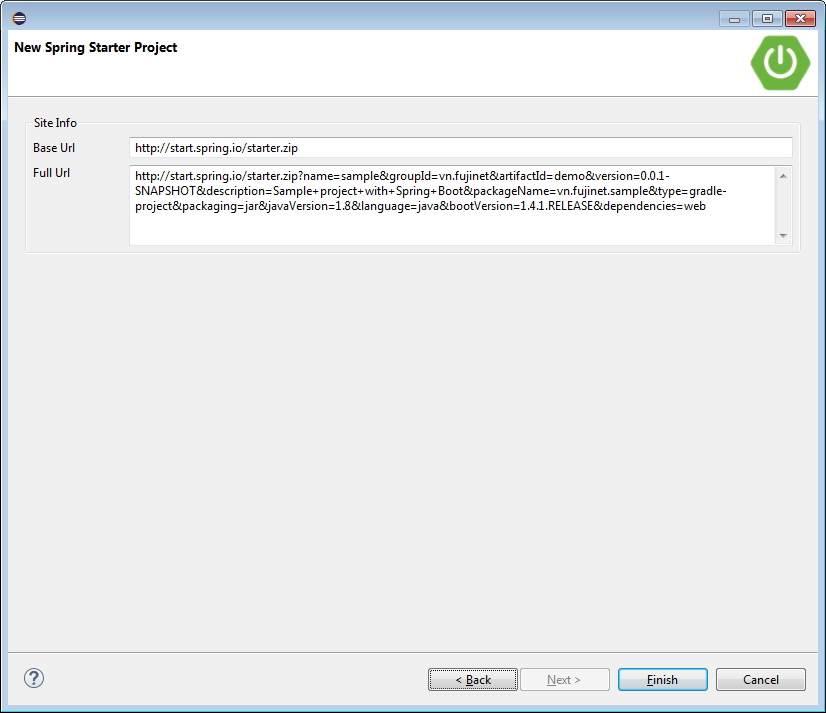 New Spring Starter Project
Site Info
Base Url http://start.spring.io/starter.zip
Full Url http://start.spring.io/starter.zip?name=sample&groupId=vn.fujinet&artifactId=demo&version=0.0.1-
SNAPSHOT&description=Sample+project+with+Spring+Boot&packageName=vn.fujinet.sample&type=gradle-
project&packaging=jar&javaVersion=1.8&language=java&bootVersion=1.4.1.RELEASE&dependencies=web
? < Back Next > Finish Cancel